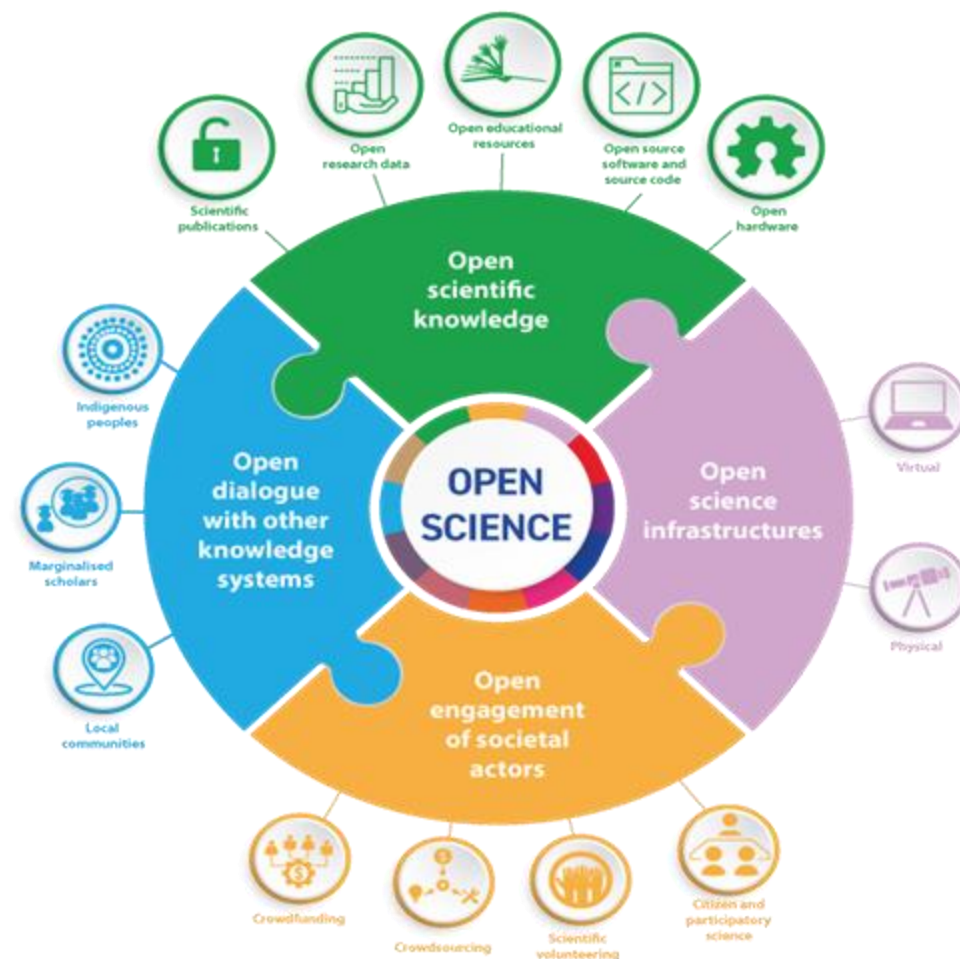 Open educational
resources
Open
research data
Open source
software and
source code
Scientific
publications
Open
hardware
Open
scientific
knowledge
Indigenous
peoples
Marginalised
scholars
Local
communities
Open
dialogue
with other
knowledge
systems
OPEN
SCIENCE
Open
science
infrastructures
Virtual
Physical
Open
engagement
of societal
actors
Crowdfunding
Crowdsourcing
Scientific
volunteering
Citizen and
participatory
science